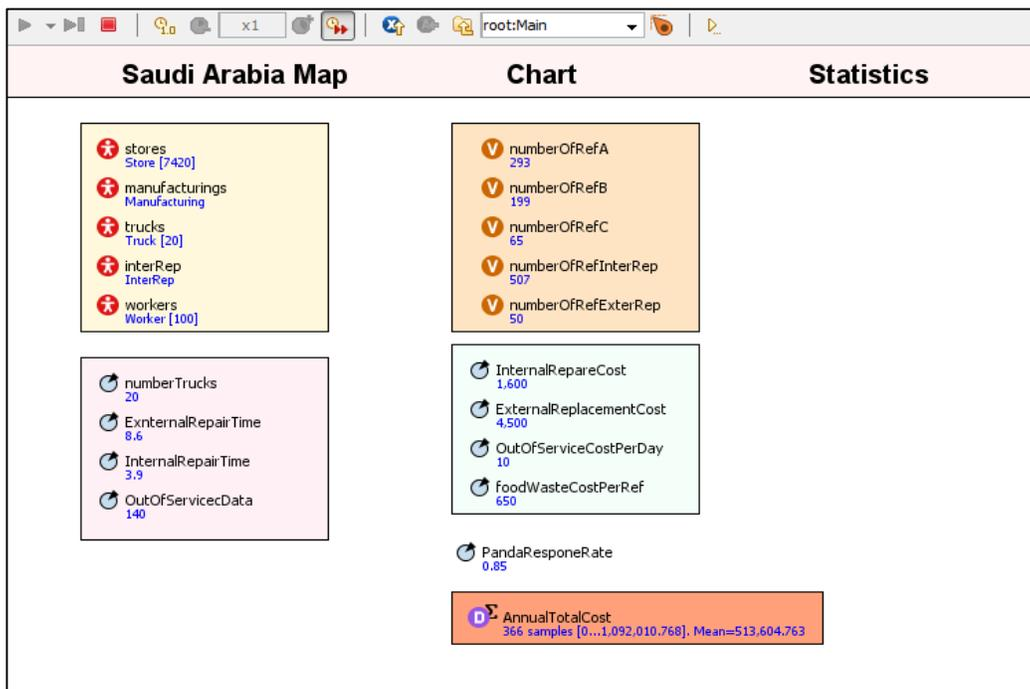 x1 root:Main
Saudi Arabia Map Chart Statistics
stores
Store [7420]
manufacturings
Manufacturing
trucks
Truck [20]
interRep
InterRep
workers
Worker [100]
numberTrucks
20
ExnternalRepairTime
8.6
InternalRepairTime
3.9
OutOfServicecData
140
numberOfRefA
293
numberOfRefB
199
numberOfRefC
65
numberOfRefInterRep
507
numberOfRefExterRep
50
InternalRepareCost
1,600
ExternalReplacementCost
4,500
OutOfServiceCostPerDay
10
foodWasteCostPerRef
650
PandaResponeRate
0.85
AnnualTotalCost
366 samples [0...1,092,010.768]. Mean=513,604.763